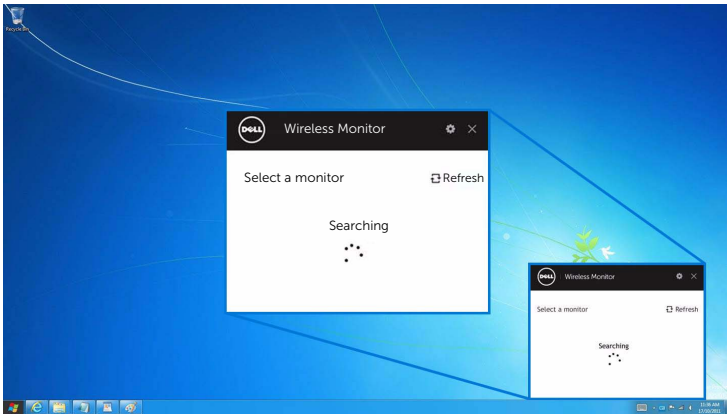 Recycle Bin
DELL
Wireless Monitor
Select a monitor
Refresh
Searching
DELL
Wireless Monitor
Select a monitor
Refresh
Searching